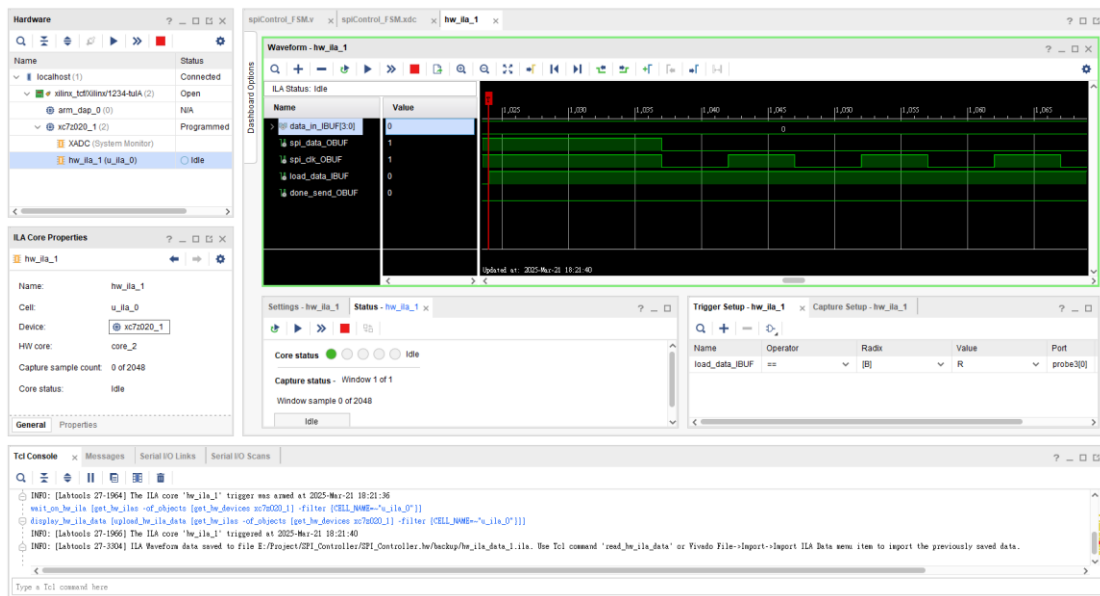 Hardware
? _ □ X
Name Status
localhost (1) Connected
xilinx_tcf/Xilinx/1234-tulA (2) Open
arm_dap_0 (0) N/A
xc7z020_1 (2) Programmed
XADC (System Monitor)
hw_ila_1 (u_ila_0) Idle
ILA Core Properties
hw_ila_1
Name: hw_ila_1
Cell: u_ila_0
Device: xc7z020_1
HW core: core_2
Capture sample count: 0 of 2048
Core status: Idle
General Properties
spiControl_FSM.v x spiControl_FSM.xdc x hw_ila_1 x
Dashboard Options
Waveform - hw_ila_1
ILA Status: Idle
Name Value
1,025 1,030 1,035 1,040 1,045 1,050 1,055 1,060 1,065
data_in_IBUF[3:0] 0 0
spi_data_OBUF 1
spi_clk_OBUF 1
load_data_IBUF 0
done_send_OBUF 0
Updated at: 2025-Mar-21 18:21:40
Settings - hw_ila_1 Status - hw_ila_1 x
Core status Idle
Capture status - Window 1 of 1
Window sample 0 of 2048
Idle
Trigger Setup - hw_ila_1 x Capture Setup - hw_ila_1
Name Operator Radix Value Port
load_data_IBUF == [B] R probe3[0]
Tcl Console x Messages Serial I/O Links Serial I/O Scans
INFO: [Labtools 27-1964] The ILA core 'hw_ila_1' trigger was armed at 2025-Mar-21 18:21:36
wait_on_hw_ila [get_hw_ilas -of_objects [get_hw_devices xc7z020_1] -filter {CELL_NAME=~"u_ila_0"}]
display_hw_ila_data [upload_hw_ila_data [get_hw_ilas -of_objects [get_hw_devices xc7z020_1] -filter {CELL_NAME=~"u_ila_0"}]]
INFO: [Labtools 27-1966] The ILA core 'hw_ila_1' triggered at 2025-Mar-21 18:21:40
INFO: [Labtools 27-3304] ILA Waveform data saved to file E:/Project/SPI_Controller/SPI_Controller.hw/backup/hw_ila_data_1.ila. Use Tcl command 'read_hw_ila_data' or Vivado File->Import->Import ILA Data menu item to import the previously saved data.
Type a Tcl command here